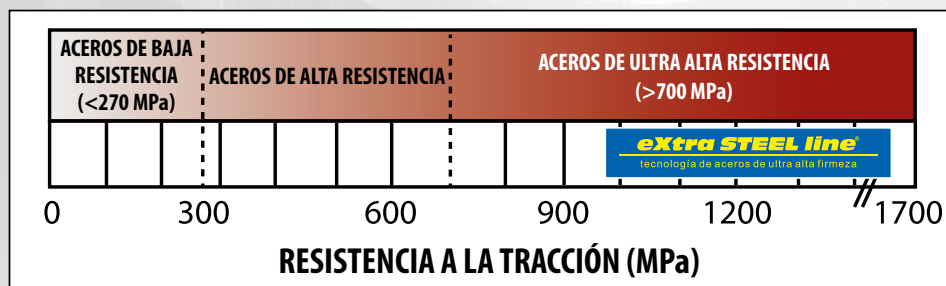 ACEROS DE BAJA
RESISTENCIA
(<270 MPa)
ACEROS DE ALTA RESISTENCIA
ACEROS DE ULTRA ALTA RESISTENCIA
(>700 MPa)
eXtra STEEL line®
tecnología de aceros de ultra alta firmeza
0 300 600 900 1200 1700
RESISTENCIA A LA TRACCIÓN (MPa)